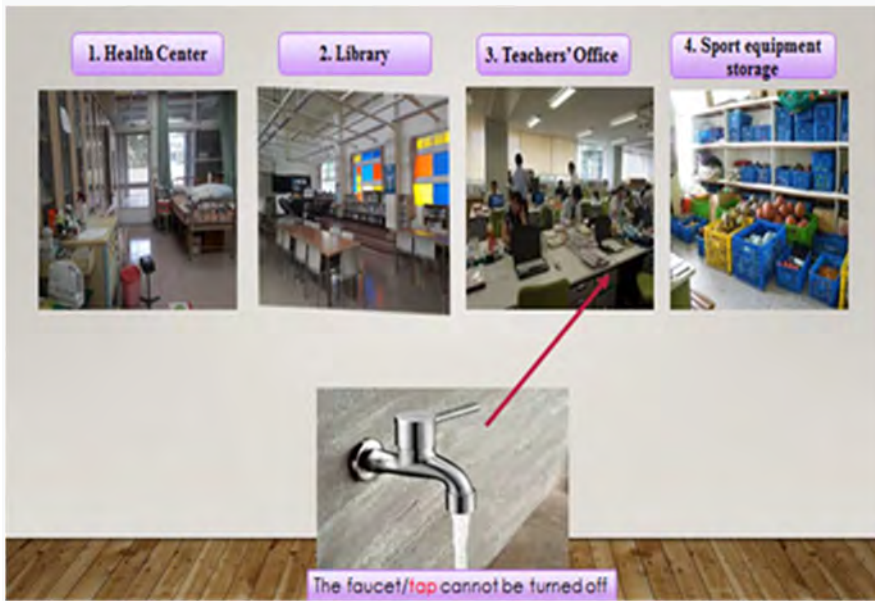 1. Health Center
2. Library
3. Teachers' Office
4. Sport equipment
storage
The faucet/tap cannot be turned off